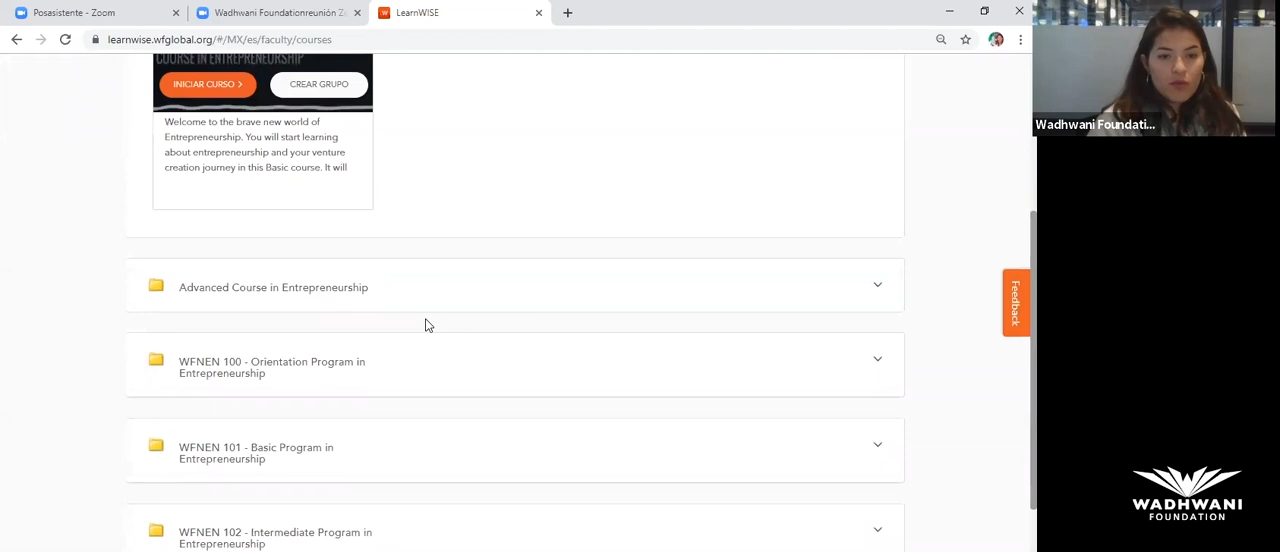 Posasistente - Zoom
Wadhwani Foundationreunión Z
LearnWISE
learnwise.wfglobal.org/#/MX/es/faculty/courses
COURSE IN ENTREPRENEURSHIP
INICIAR CURSO
CREAR GRUPO
Welcome to the brave new world of
Entrepreneurship. You will start learning
about entrepreneurship and your venture
creation journey in this Basic course. It will
Advanced Course in Entrepreneurship
WFNEN 100 - Orientation Program in
Entrepreneurship
WFNEN 101 - Basic Program in
Entrepreneurship
WFNEN 102 - Intermediate Program in
Entrepreneurship
Feedback
Wadhwani Foundati...
WADHWANI
FOUNDATION